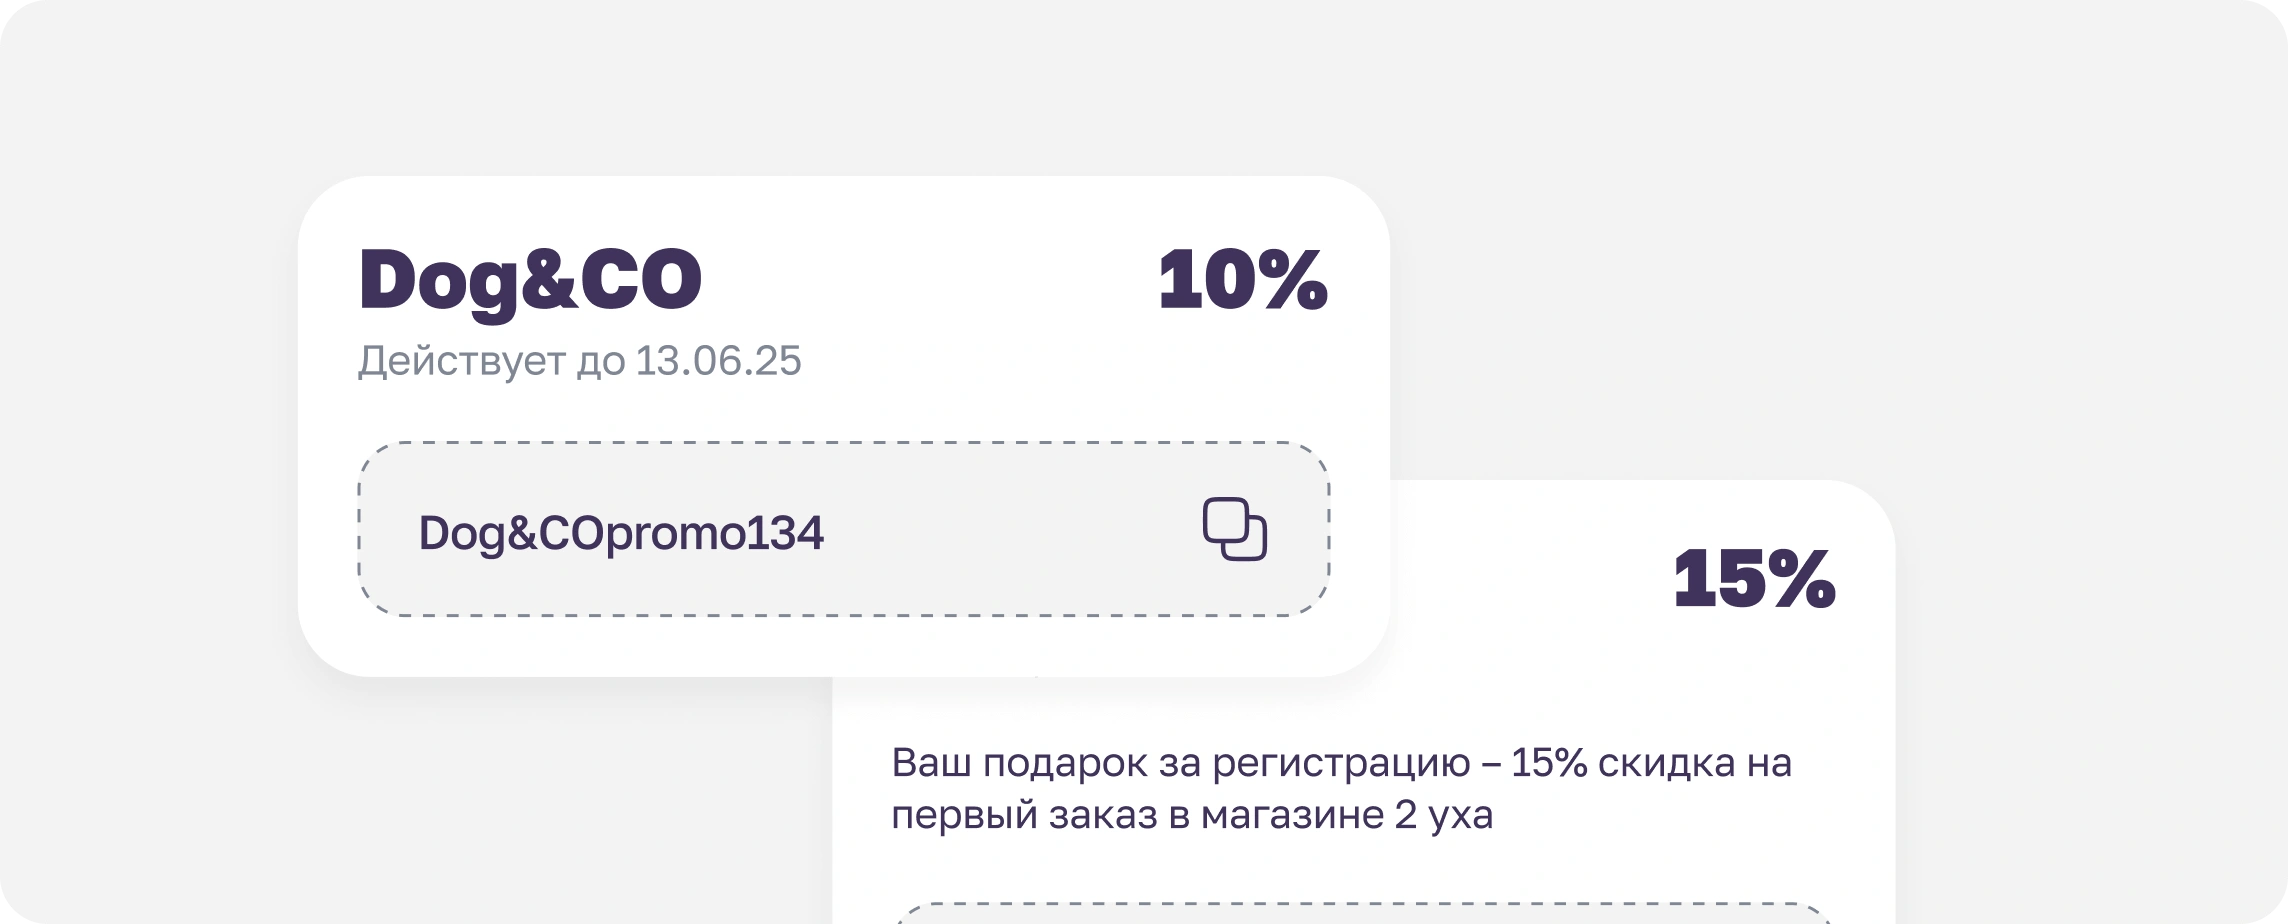 Dog&CO
10%
Действует до 13.06.25
Dog&COpromo134
15%
Ваш подарок за регистрацию – 15% скидка на
первый заказ в магазине 2 уха